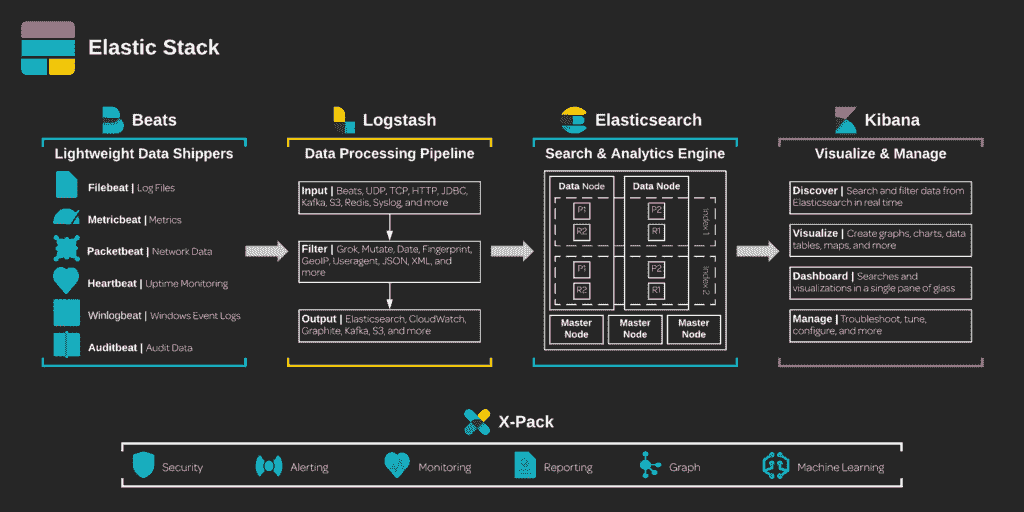 Elastic Stack
Beats
Lightweight Data Shippers
Filebeat | Log Files
Metricbeat | Metrics
Packetbeat | Network Data
Heartbeat | Uptime Monitoring
Winlogbeat | Windows Event Logs
Auditbeat | Audit Data
Logstash
Data Processing Pipeline
Input | Beats, UDP, TCP, HTTP, JDBC,
Kafka, S3, Redis, Syslog, and more
Filter | Grok, Mutate, Date, Fingerprint,
GeoIP, Useragent, JSON, XML, and
more
Output | Elasticsearch, CloudWatch,
Graphite, Kafka, S3, and more
Elasticsearch
Search & Analytics Engine
Data Node
Data Node
P1
P2
R2
R1
Index 1
P1
P2
R2
R1
Index 2
Master
Node
Master
Node
Master
Node
Kibana
Visualize & Manage
Discover | Search and filter data from
Elasticsearch in real time
Visualize | Create graphs, charts, data
tables, maps, and more
Dashboard | Searches and
visualizations in a single pane of glass
Manage | Troubleshoot, tune,
configure, and more
X-Pack
Security
Alerting
Monitoring
Reporting
Graph
Machine Learning